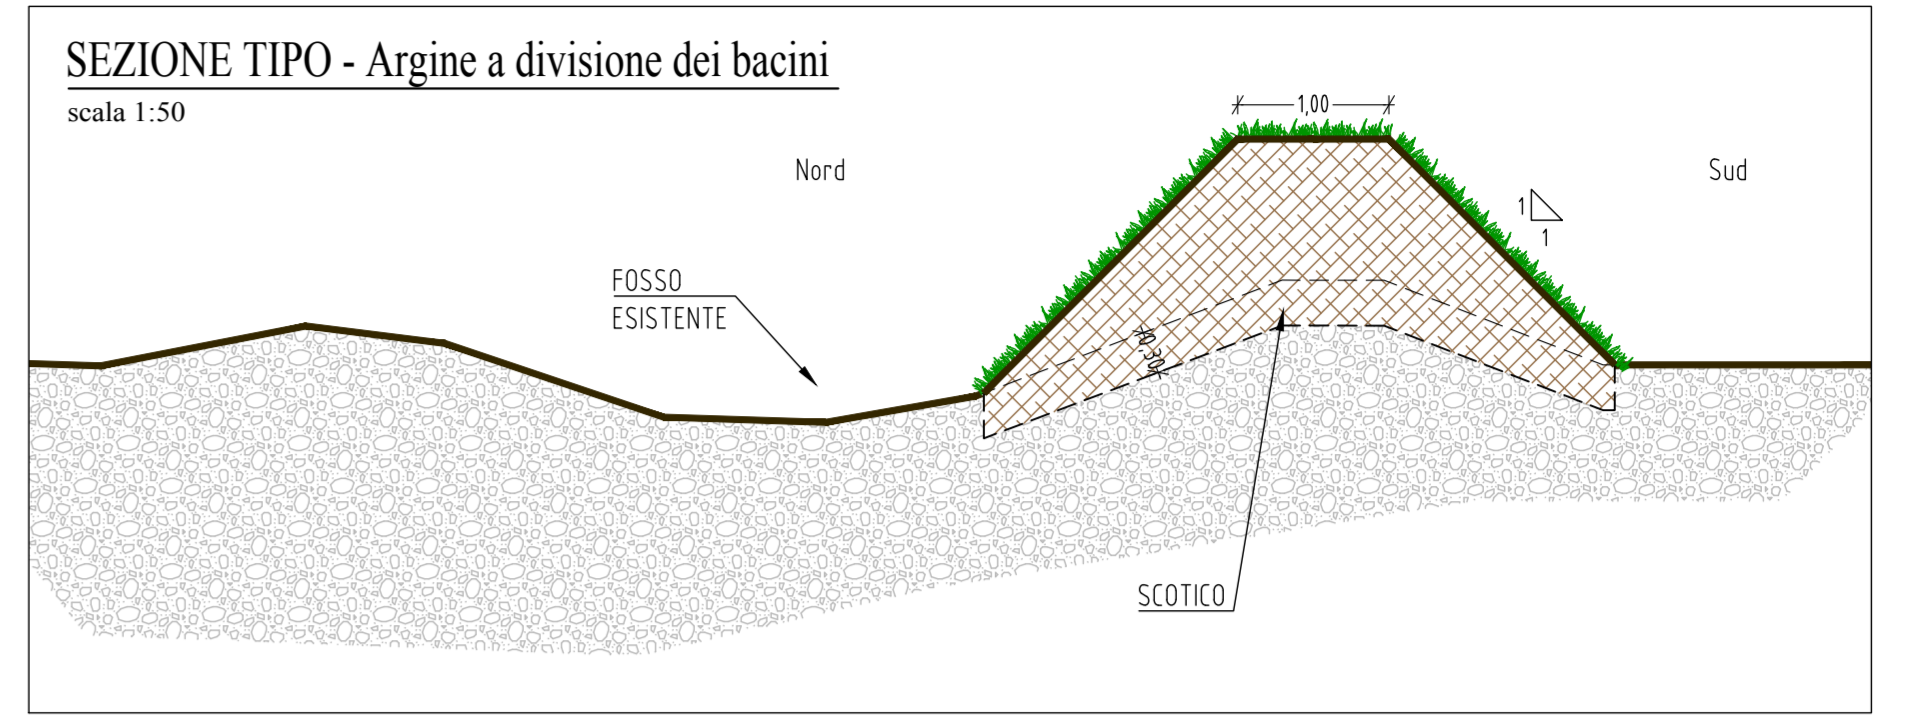 SEZIONE TIPO - Argine a divisione dei bacini
scala 1:50
1,00
Nord
Sud
1
1
FOSSO
ESISTENTE
0,30
SCOTICO